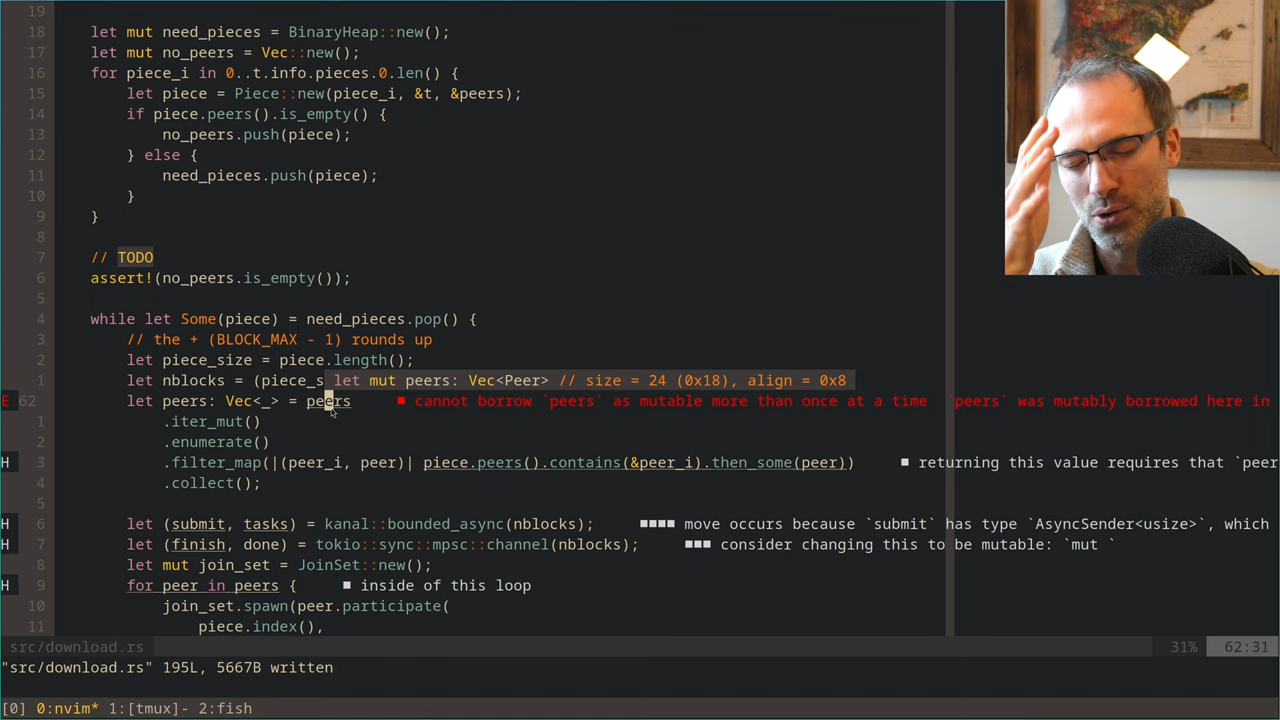 19
18 let mut need_pieces = BinaryHeap::new();
17 let mut no_peers = Vec::new();
16 for piece_i in 0..t.info.pieces.0.len() {
15 let piece = Piece::new(piece_i, &t, &peers);
14 if piece.peers().is_empty() {
13 no_peers.push(piece);
12 } else {
11 need_pieces.push(piece);
10 }
9 }
8
7 // TODO
6 assert!(no_peers.is_empty());
5
4 while let Some(piece) = need_pieces.pop() {
3 // the + (BLOCK_MAX - 1) rounds up
2 let piece_size = piece.length();
1 let nblocks = (piece_s let mut peers: Vec<Peer> // size = 24 (0x18), align = 0x8
E 62 let peers: Vec<_> = peers ■ cannot borrow `peers` as mutable more than once at a time `peers` was mutably borrowed here in
1 .iter_mut()
2 .enumerate()
H 3 .filter_map(|(peer_i, peer)| piece.peers().contains(&peer_i).then_some(peer)) ■ returning this value requires that `peer
4 .collect();
5
H 6 let (submit, tasks) = kanal::bounded_async(nblocks); ■■■■ move occurs because `submit` has type `AsyncSender<usize>`, which
H 7 let (finish, done) = tokio::sync::mpsc::channel(nblocks); ■■■ consider changing this to be mutable: `mut `
8 let mut join_set = JoinSet::new();
H 9 for peer in peers { ■ inside of this loop
10 join_set.spawn(peer.participate(
11 piece.index(),
src/download.rs 31% 62:31
"src/download.rs" 195L, 5667B written
[0] 0:nvim* 1:[tmux]- 2:fish